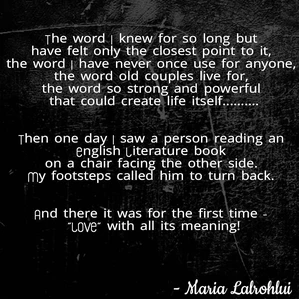 The word I knew for so long but
have felt only the closest point to it,
the word I have never once use for anyone,
the word old couples live for,
the word so strong and powerful
that could create life itself..........
Then one day I saw a person reading an
English Literature book
on a chair facing the other side.
My footsteps called him to turn back.
And there it was for the first time -
"Love" with all its meaning!
- Maria Lalrohlui